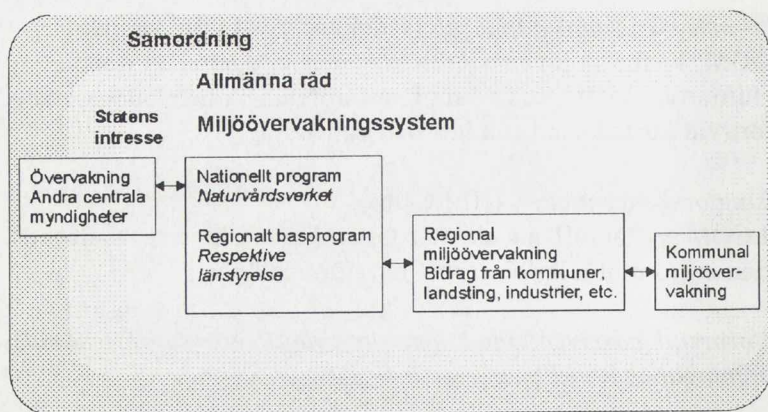 Samordning
Allmänna råd
Statens
intresse
Miljöövervakningssystem
Övervakning
Andra centrala
myndigheter
Nationellt program
Naturvårdsverket
Regionalt basprogram
Respektive
länstyrelse
Regional
miljöövervakning
Bidrag från kommuner,
landsting, industrier, etc.
Kommunal
miljööver-
vakning